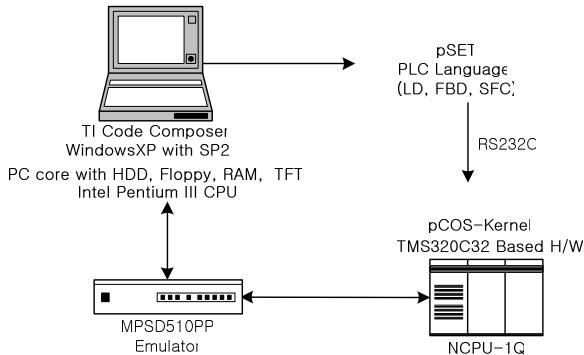 TI Code Composer
WindowsXP with SP2
PC core with HDD, Floppy, RAM, TFT
Intel Pentium III CPU
pSET
PLC Language
(LD, FBD, SFC)
RS232C
pCOS-Kernel
TMS320C32 Based H/W
MPSD510PP
Emulator
NCPU-1Q